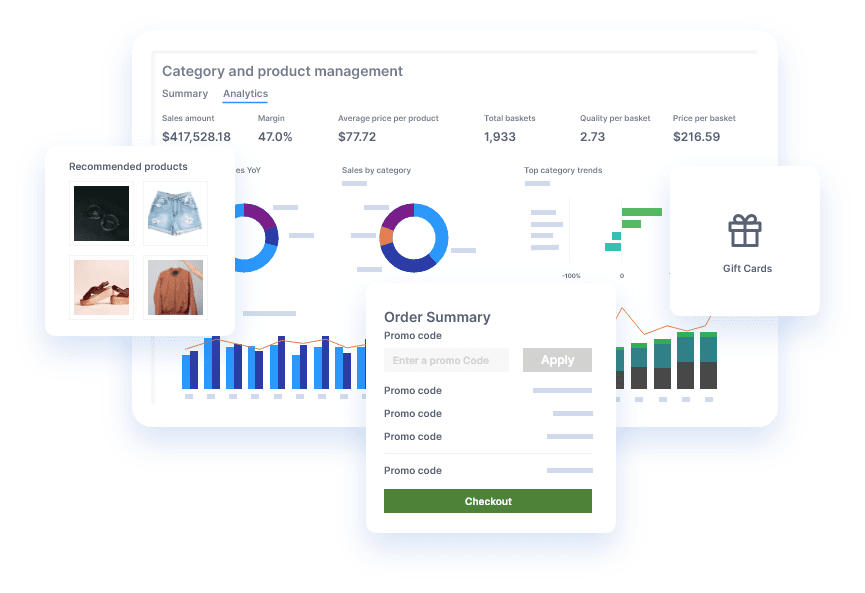 Category and product management
Summary Analytics
Sales amount Margin Average price per product Total baskets Quality per basket Price per basket
$417,528.18 47.0% $77.72 1,933 2.73 $216.59
Recommended products
YoY Sales by category Top category trends
-100% 0
Gift Cards
Order Summary
Promo code
Enter a promo Code Apply
Promo code
Promo code
Promo code
Promo code
Checkout